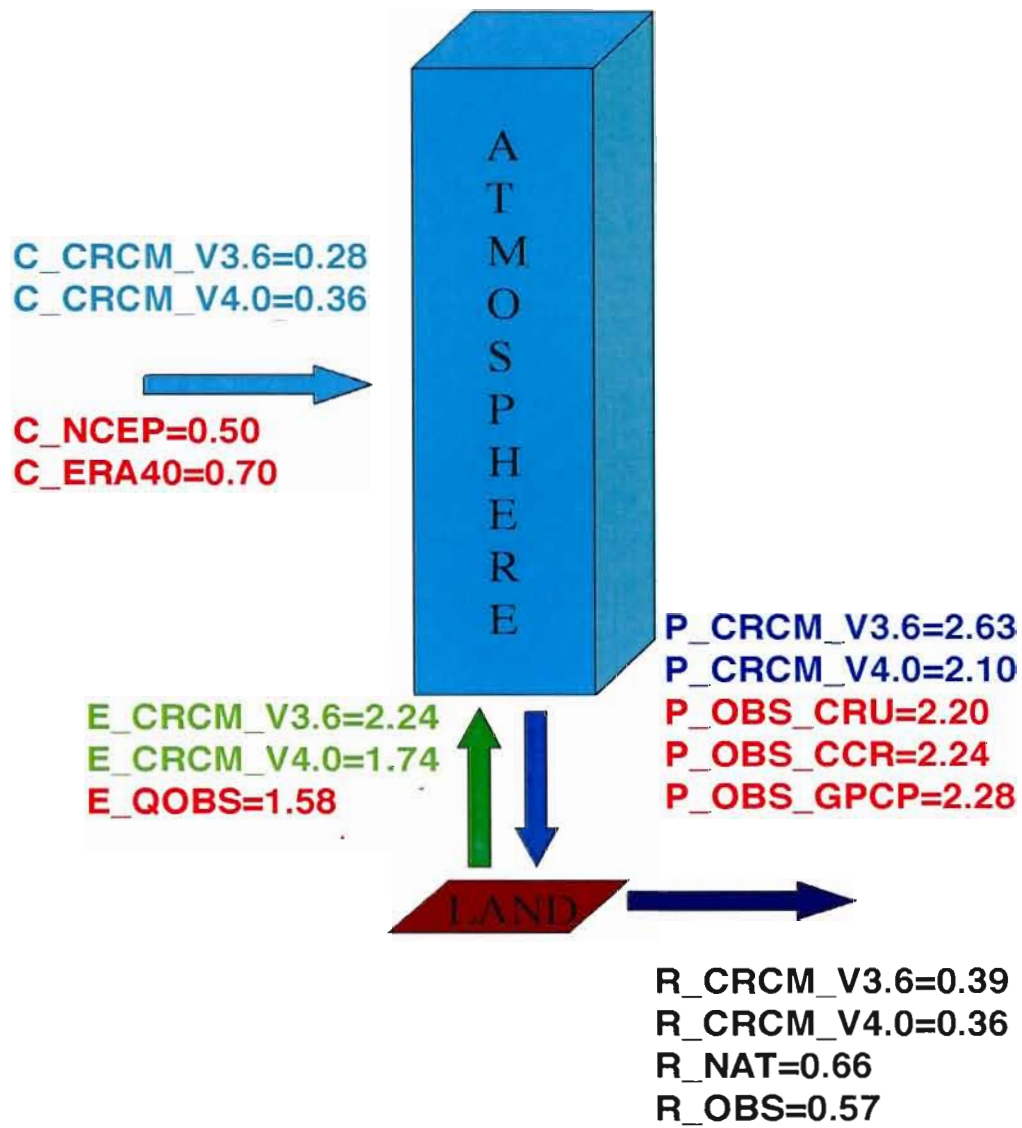 A
T
M
O
S
P
H
E
R
E
C_CRCM_V3.6=0.28
C_CRCM_V4.0=0.36
C_NCEP=0.50
C_ERA40=0.70
P_CRCM_V3.6=2.63
P_CRCM_V4.0=2.10
P_OBS_CRU=2.20
P_OBS_CCR=2.24
P_OBS_GPCP=2.28
E_CRCM_V3.6=2.24
E_CRCM_V4.0=1.74
E_QOBS=1.58
LAND
R_CRCM_V3.6=0.39
R_CRCM_V4.0=0.36
R_NAT=0.66
R_OBS=0.57